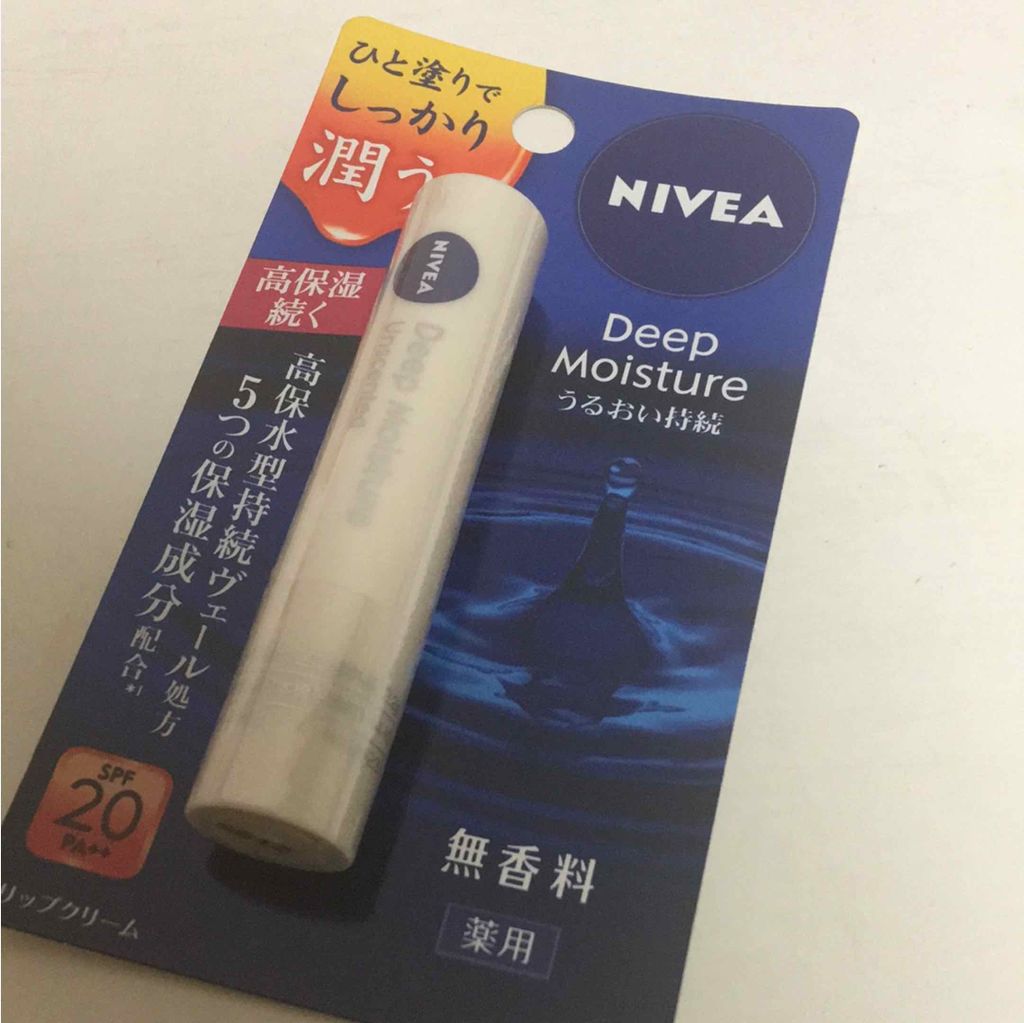 ひと塗りで
しっかり
潤う
NIVEA
Deep
Moisture
うるおい持続
高保湿
続く
高保水型持続ヴェール処方
5つの保湿成分配合*1
NIVEA
Deep Moisture
Unscented
SPF
20
PA++
リップクリーム
無香料
薬用